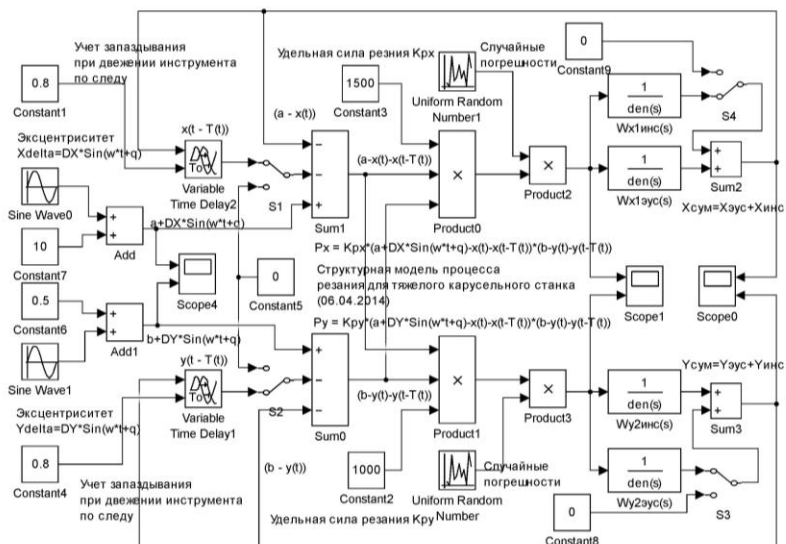 Учет запаздывания
при двежении инструмента
по следу
0.8
Constant1
Эксцентриситет
Xdelta=DX*Sin(w*t+q)
Sine Wave0
10
Constant7
0.5
Constant6
Sine Wave1
Эксцентриситет
Ydelta=DY*Sin(w*t+q)
0.8
Constant4
Учет запаздывания
при двежении инструмента
по следу
+
+
Add
a+DX*Sin(w*t+q)
+
+
Add1
b+DY*Sin(w*t+q)
x(t - T(t))
To
Variable
Time Delay2
S1
Scope4
0
Constant5
y(t - T(t))
To
Variable
Time Delay1
S2
Удельная сила резния Kpx
1500
Constant3
(a - x(t))
−
−
+
Sum1
(a-x(t)-x(t-T(t))
Uniform Random
Number1
Случайные
погрешности
×
Product0
×
Product2
Px = Kpx*(a+DX*Sin(w*t+q)-x(t)-x(t-T(t))*(b-y(t)-y(t-T(t))
Структурная модель процесса
резания для тяжелого карусельного станка
(06.04.2014)
Py = Kpy*(a+DY*Sin(w*t+q)-x(t)-x(t-T(t))*(b-y(t)-y(t-T(t))
+
−
−
Sum0
(b-y(t)-y(t-T(t))
(b - y(t))
1000
Constant2
Удельная сила резания Kpy
×
Product1
Uniform Random
Number
Случайные
погрешности
×
Product3
0
Constant9
1
den(s)
Wx1инс(s)
1
den(s)
Wx1эус(s)
S4
+
+
Sum2
Xсум=Xэус+Xинс
Scope1
Scope0
Yсум=Yэус+Yинс
1
den(s)
Wy2инс(s)
+
+
Sum3
1
den(s)
Wy2эус(s)
S3
0
Constant8